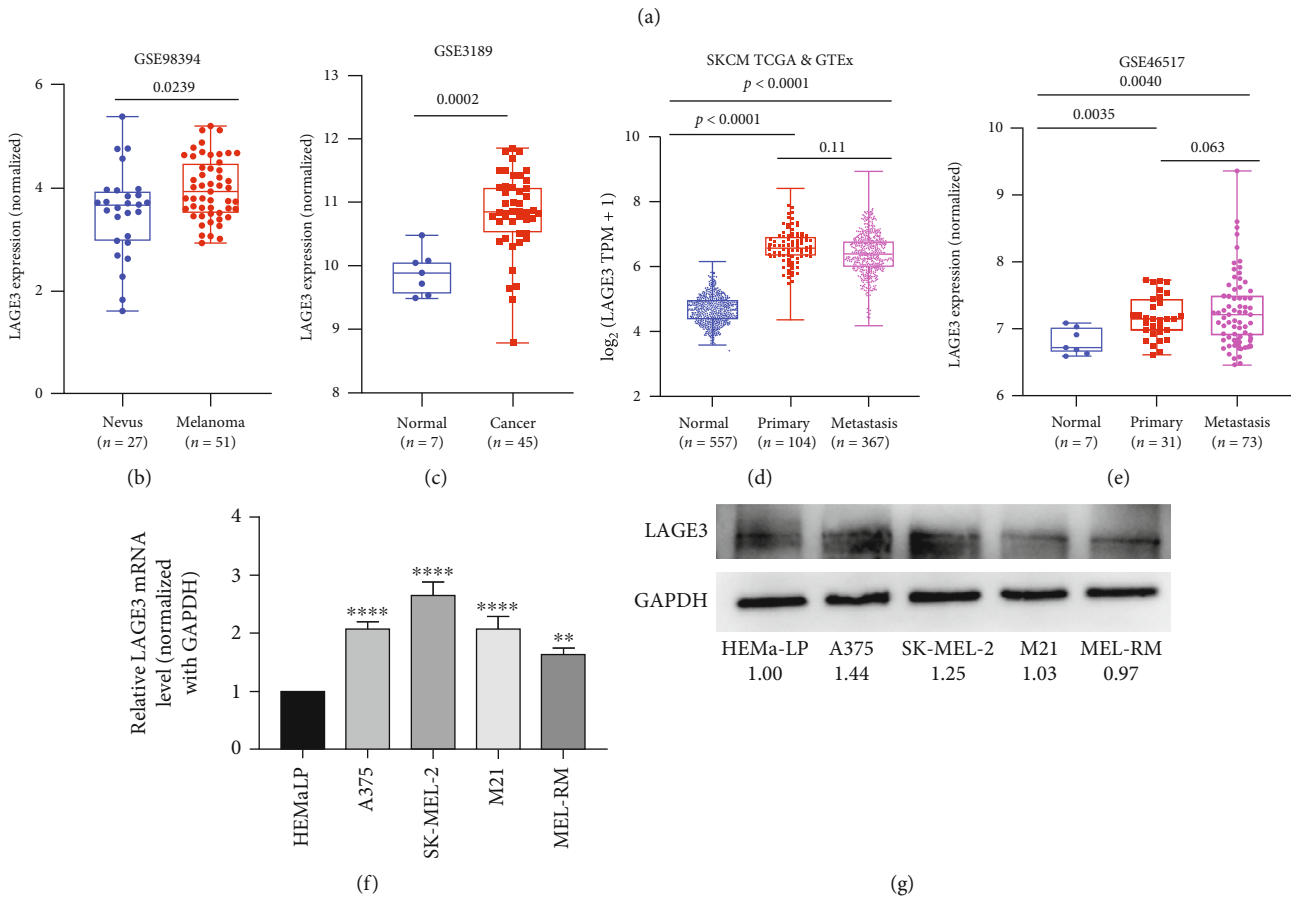 (a)
GSE98394
0.0239
6
4
2
0
LAGE3 expression (normalized)
Nevus
(n = 27)
Melanoma
(n = 51)
(b)
GSE3189
0.0002
13
12
11
10
9
8
LAGE3 expression (normalized)
Normal
(n = 7)
Cancer
(n = 45)
(c)
SKCM TCGA & GTEx
p < 0.0001
p < 0.0001
0.11
10
8
6
4
2
log₂ (LAGE3 TPM + 1)
Normal
(n = 557)
Primary
(n = 104)
Metastasis
(n = 367)
(d)
GSE46517
0.0040
0.0035
0.063
10
9
8
7
6
LAGE3 expression (normalized)
Normal
(n = 7)
Primary
(n = 31)
Metastasis
(n = 73)
(e)
Relative LAGE3 mRNA
level (normalized
with GAPDH)
4
3
2
1
0
****
****
****
**
HEMaLP
A375
SK-MEL-2
M21
MEL-RM
(f)
LAGE3
GAPDH
HEMa-LP A375 SK-MEL-2 M21 MEL-RM
1.00 1.44 1.25 1.03 0.97
(g)